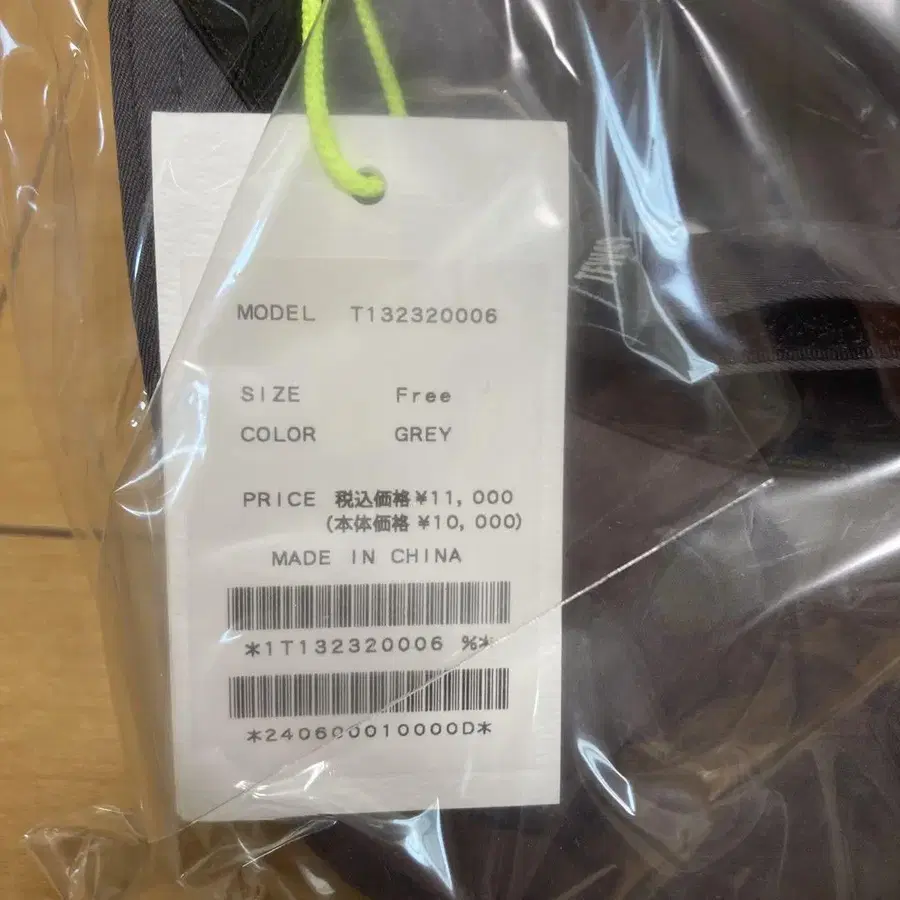 MODEL T132320006
SIZE Free
COLOR GREY
PRICE 税込価格 ¥11,000
(本体価格 ¥10,000)
MADE IN CHINA
*1T132320006 %*
*240600010000D*